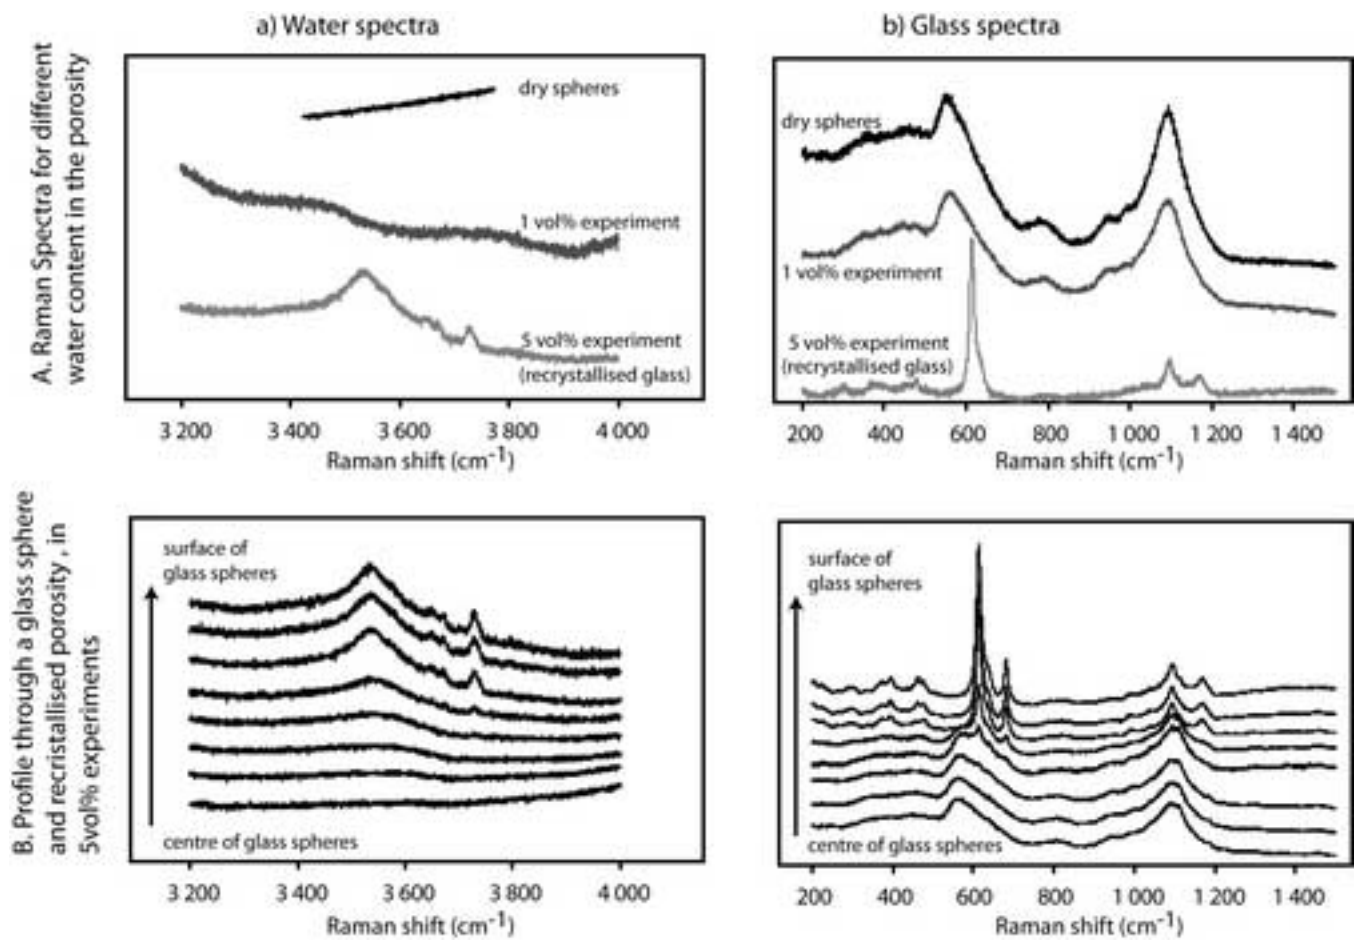 a) Water spectra
b) Glass spectra
A. Raman Spectra for different
water content in the porosity
dry spheres
1 vol% experiment
5 vol% experiment
(recrystallised glass)
3 200 3 400 3 600 3 800 4 000
Raman shift (cm-1)
dry spheres
1 vol% experiment
5 vol% experiment
(recrystallised glass)
200 400 600 800 1 000 1 200 1 400
Raman shift (cm-1)
B. Profile through a glass sphere
and recristallised porosity , in
5vol% experiments
surface of
glass spheres
centre of glass spheres
3 200 3 400 3 600 3 800 4 000
Raman shift (cm-1)
surface of
glass spheres
centre of glass spheres
200 400 600 800 1 000 1 200 1 400
Raman shift (cm-1)